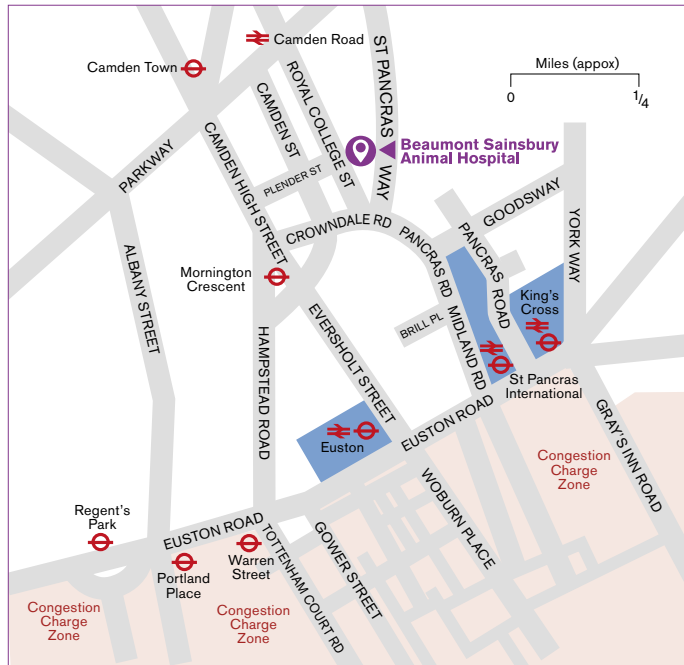 Camden Road
Camden Town
ST PANCRAS
WAY
Miles (appox)
0
1/4
ROYAL COLLEGE ST
CAMDEN ST
Beaumont Sainsbury
Animal Hospital
PARKWAY
CAMDEN HIGH STREET
PLENDER ST
GOODSWAY
YORK WAY
CROWNDALE RD
PANCRAS RD
PANCRAS ROAD
ALBANY STREET
Mornington
Crescent
King's
Cross
EVERSHOLT STREET
BRILL PL
MIDLAND RD
HAMPSTEAD ROAD
St Pancras
International
EUSTON ROAD
GRAY'S INN ROAD
Euston
Congestion
Charge
Zone
WOBURN PLACE
Regent's
Park
EUSTON ROAD
GOWER STREET
TOTTENHAM COURT RD
Warren
Street
Portland
Place
Congestion
Charge
Zone
Congestion
Charge
Zone